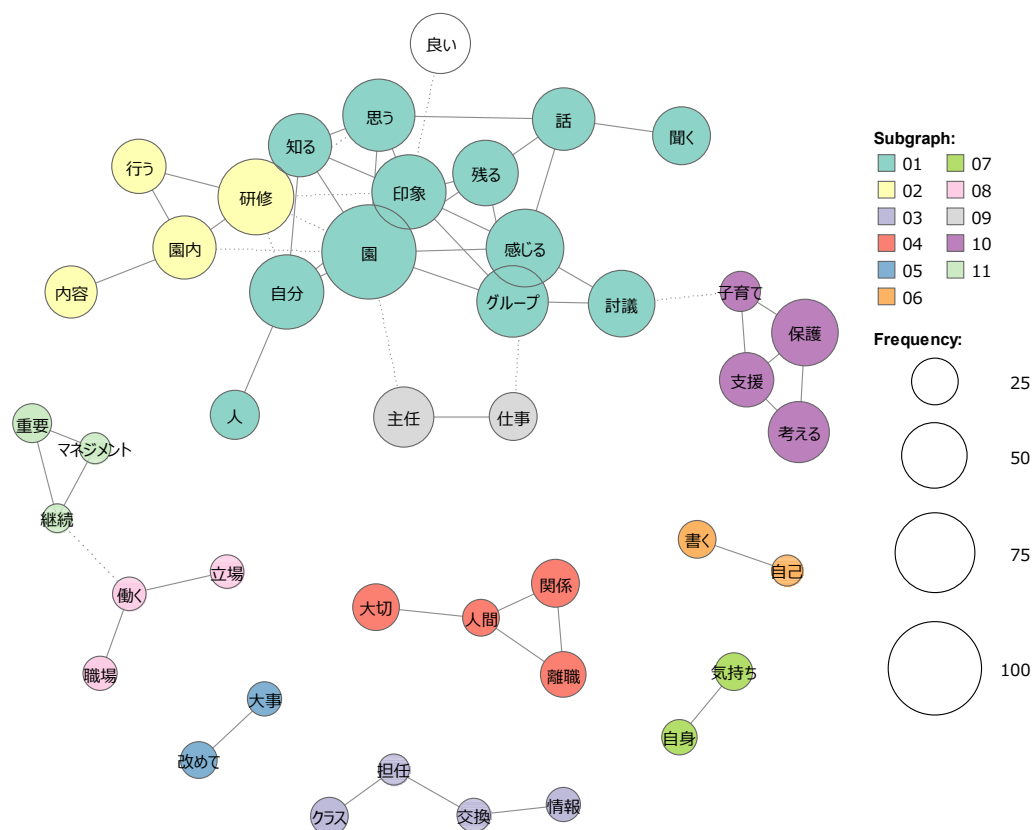 良い
思う
話
聞く
知る
残る
行う
研修
印象
園内
園
感じる
内容
自分
グループ
討議
子育て
保護
支援
考える
人
主任
仕事
重要
マネジメント
継続
働く
立場
職場
大切
人間
関係
離職
書く
自己
気持ち
自身
大事
改めて
担任
クラス
交換
情報
Subgraph:
01
02
03
04
05
06
07
08
09
10
11
Frequency:
25
50
75
100